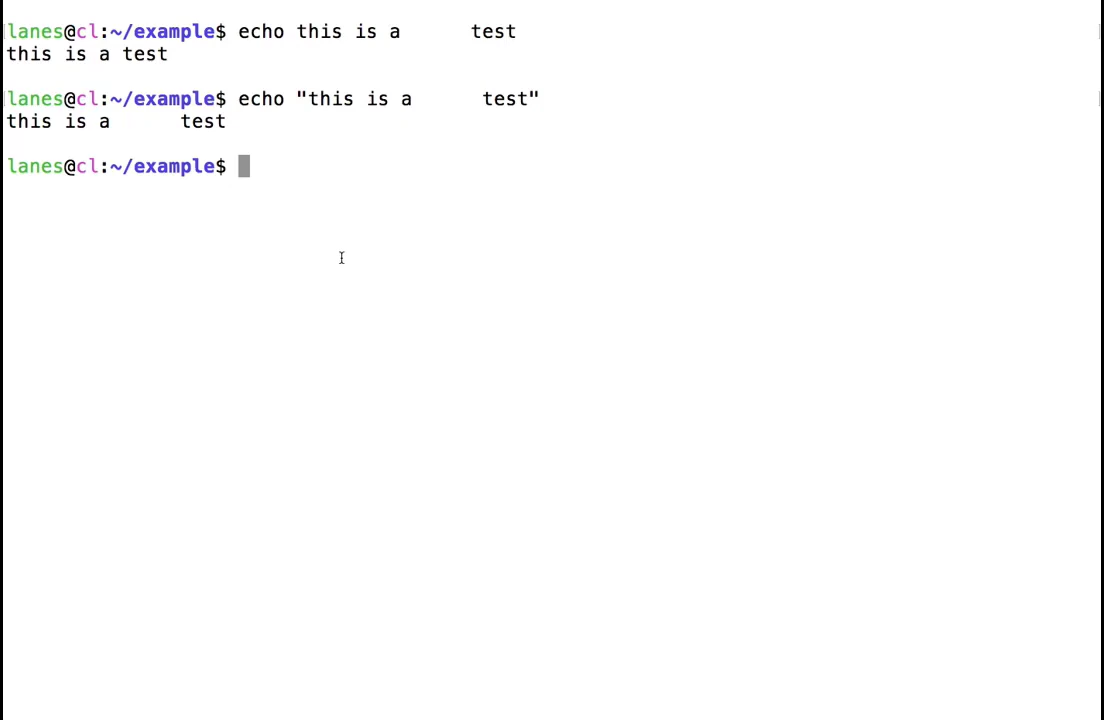 lanes@cl:~/example$ echo this is a      test
this is a test
lanes@cl:~/example$ echo "this is a      test"
this is a      test
lanes@cl:~/example$